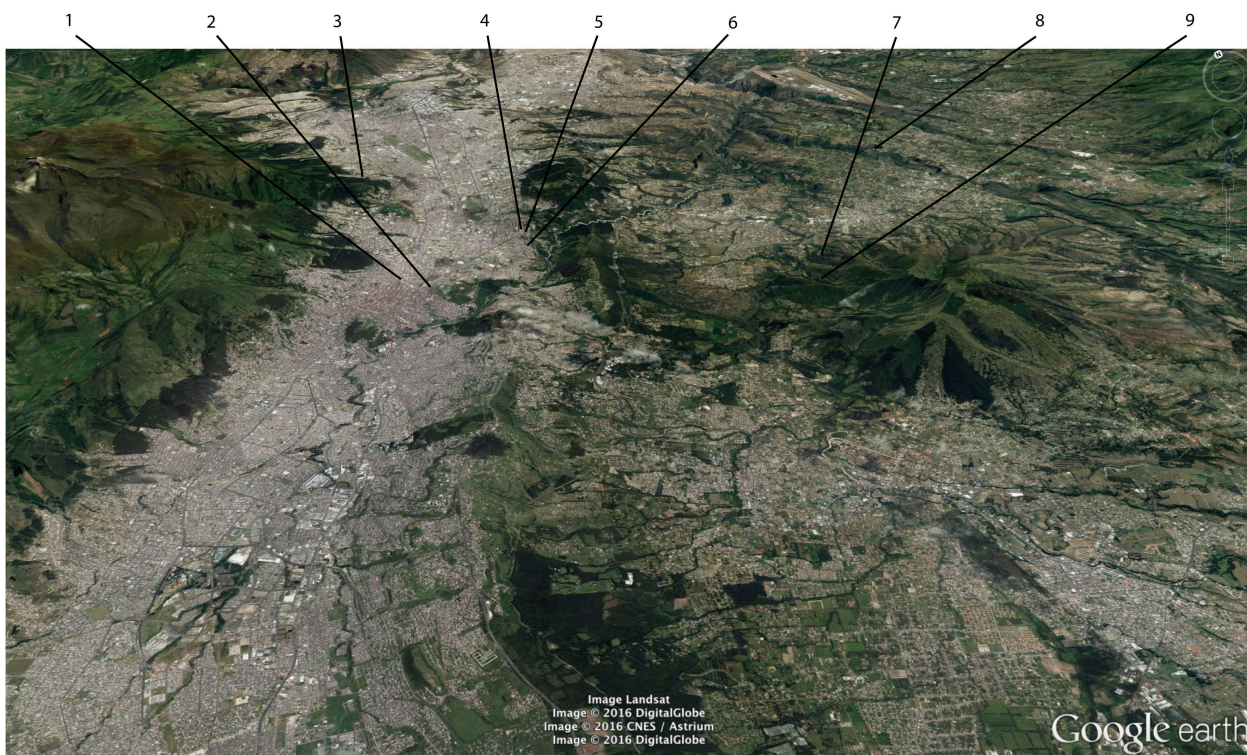 1 2 3 4 5 6 7 8 9
N
Image Landsat
Image © 2016 DigitalGlobe
Image © 2016 CNES / Astrium
Image © 2016 DigitalGlobe
Google earth